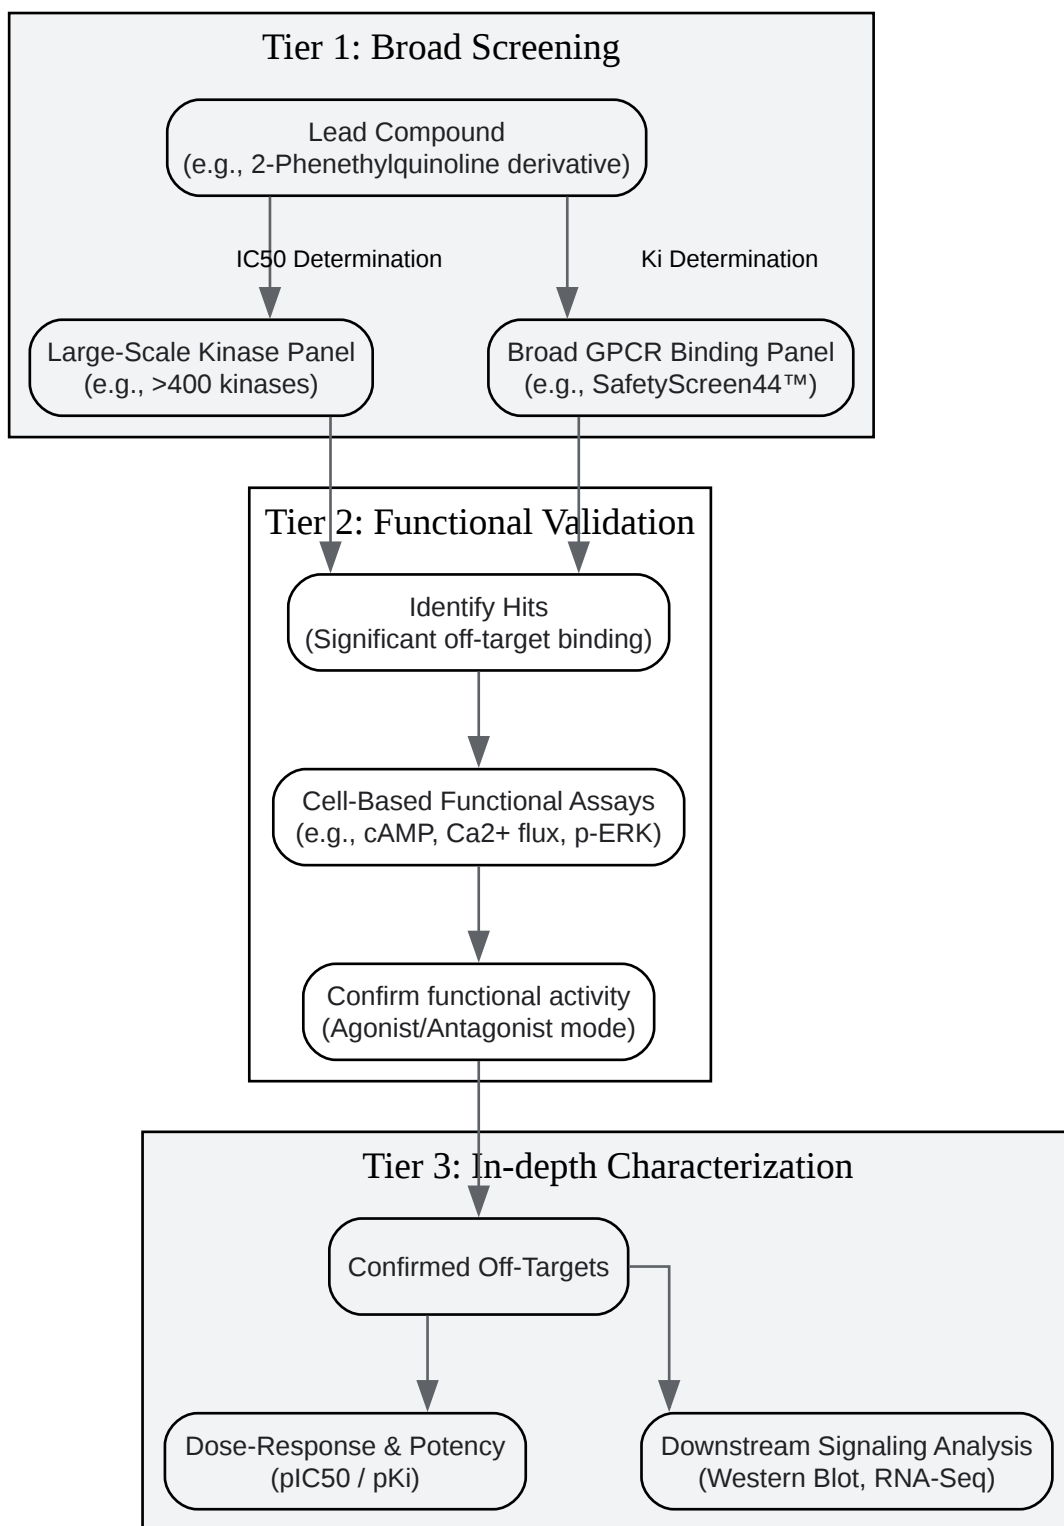 Tier 1: Broad Screening
Lead Compound
(e.g., 2-Phenethylquinoline derivative)
IC50 Determination
Ki Determination
Large-Scale Kinase Panel
(e.g., >400 kinases)
Broad GPCR Binding Panel
(e.g., SafetyScreen44™)
Tier 2: Functional Validation
Identify Hits
(Significant off-target binding)
Cell-Based Functional Assays
(e.g., cAMP, Ca2+ flux, p-ERK)
Confirm functional activity
(Agonist/Antagonist mode)
Tier 3: In-depth Characterization
Confirmed Off-Targets
Dose-Response & Potency
(pIC50 / pKi)
Downstream Signaling Analysis
(Western Blot, RNA-Seq)